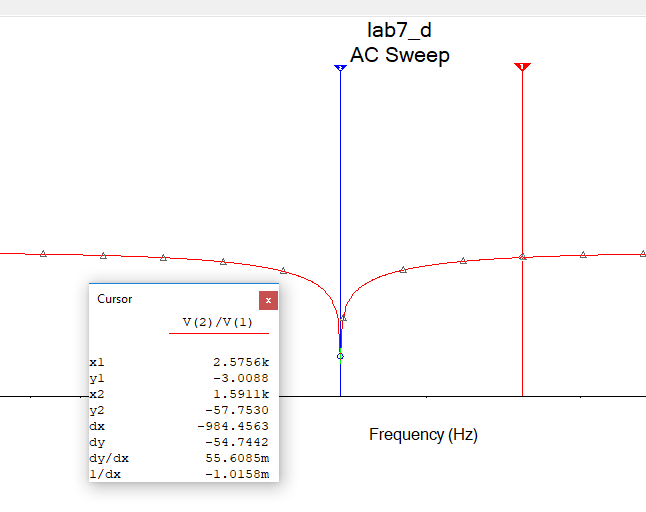 lab7_d
AC Sweep
Cursor x
V(2)/V(1)
x1 2.5756k
y1 -3.0088
x2 1.5911k
y2 -57.7530
dx -984.4563
dy -54.7442
dy/dx 55.6085m
1/dx -1.0158m
Frequency (Hz)